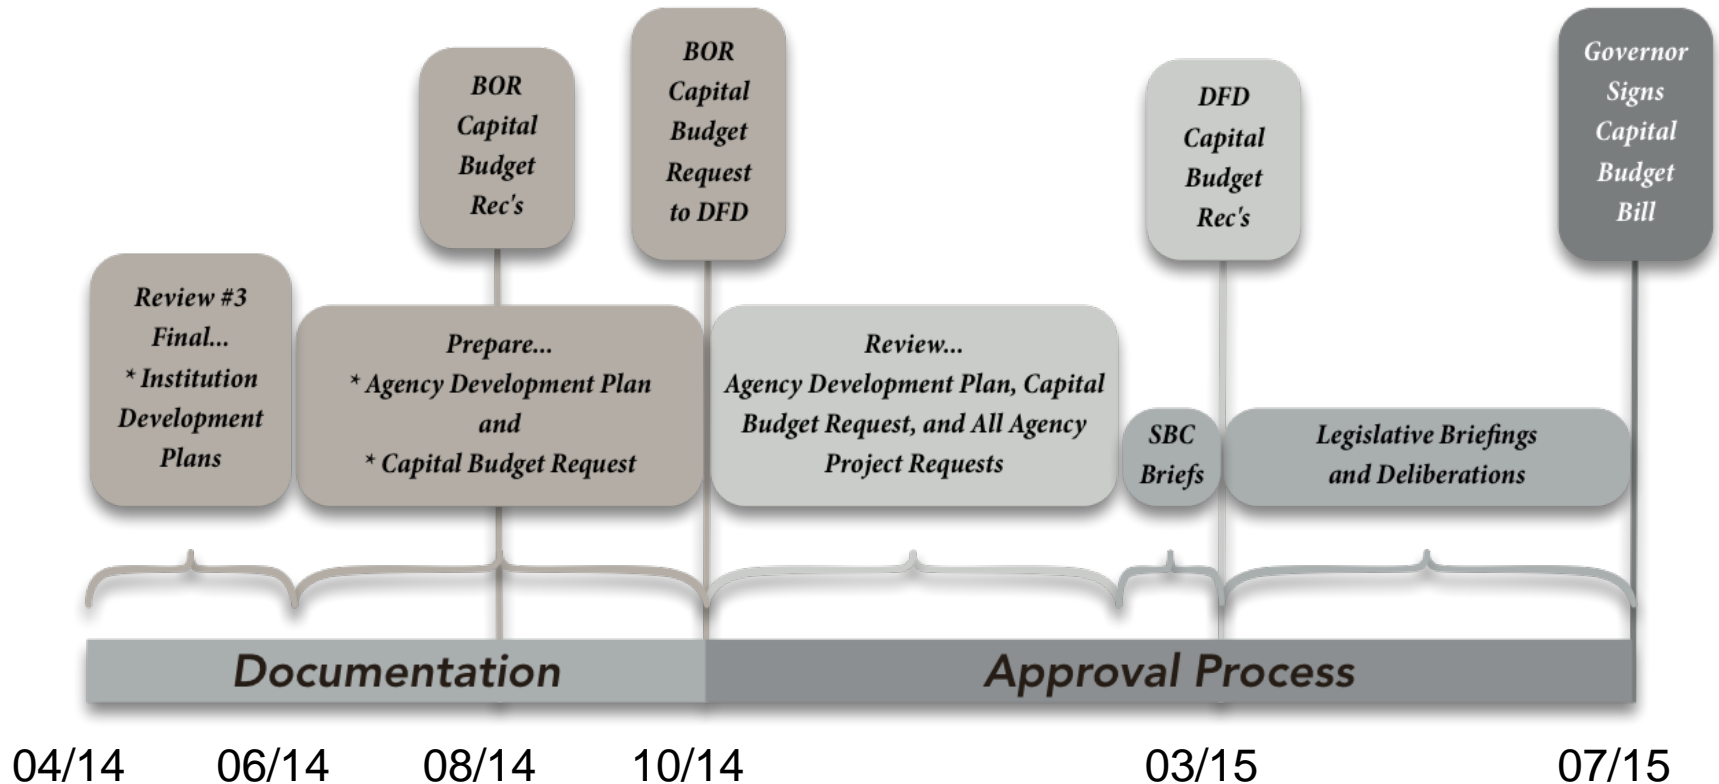 BOR
Capital
Budget
Rec's
BOR
Capital
Budget
Request
to DFD
DFD
Capital
Budget
Rec's
Governor
Signs
Capital
Budget
Bill
Review #3
Final...
* Institution
Development
Plans
Prepare...
* Agency Development Plan
and
* Capital Budget Request
Review...
Agency Development Plan, Capital
Budget Request, and All Agency
Project Requests
SBC
Briefs
Legislative Briefings
and Deliberations
Documentation
Approval Process
04/14
06/14
08/14
10/14
03/15
07/15